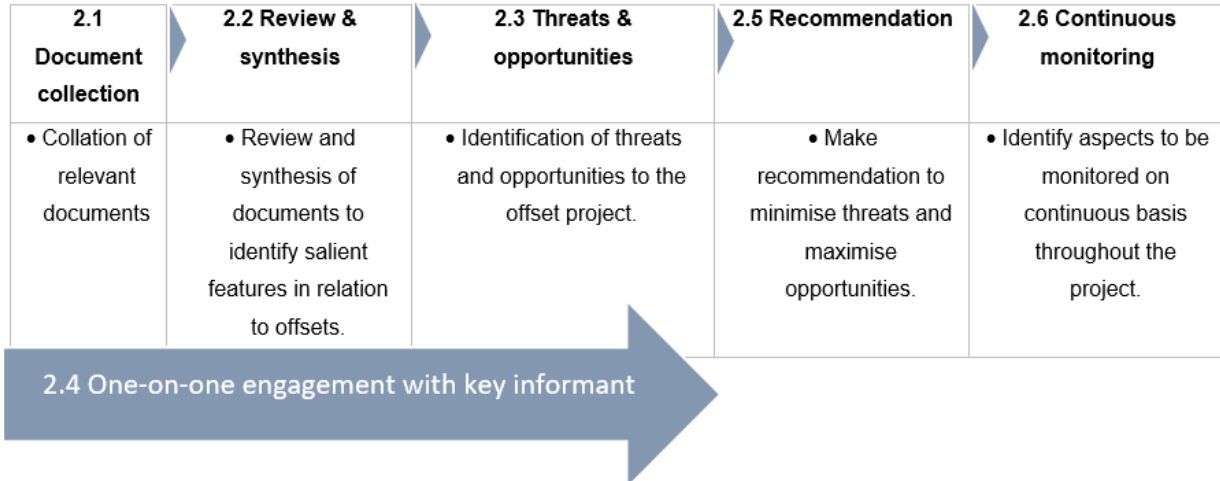 2.1
Document
collection
2.2 Review &
synthesis
2.3 Threats &
opportunities
2.5 Recommendation
2.6 Continuous
monitoring
• Collation of
relevant
documents
• Review and
synthesis of
documents to
identify salient
features in relation
to offsets.
• Identification of threats
and opportunities to the
offset project.
• Make
recommendation to
minimise threats and
maximise
opportunities.
• Identify aspects to be
monitored on
continuous basis
throughout the
project.
2.4 One-on-one engagement with key informant